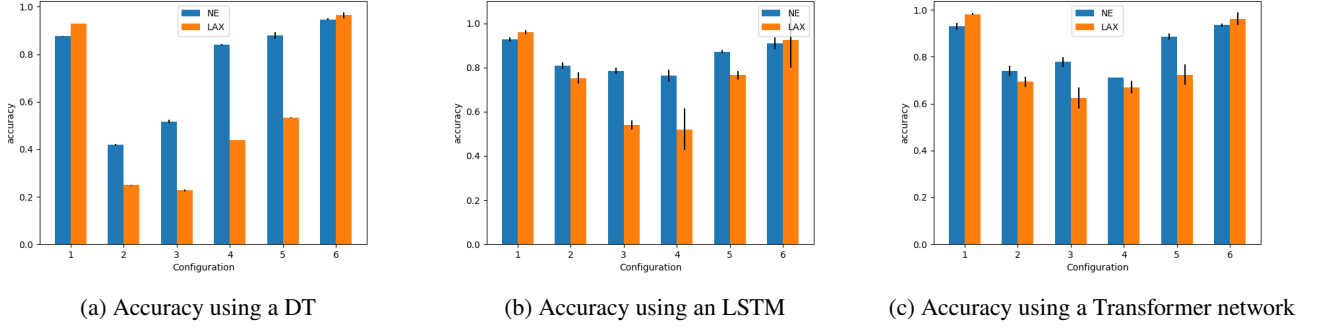 1.0
0.8
0.6
0.4
0.2
0.0
accuracy
NE
LAX
1 2 3 4 5 6
Configuration
(a) Accuracy using a DT
1.0
0.8
0.6
0.4
0.2
0.0
accuracy
NE
LAX
1 2 3 4 5 6
Configuration
(b) Accuracy using an LSTM
1.0
0.8
0.6
0.4
0.2
0.0
accuracy
NE
LAX
1 2 3 4 5 6
Configuration
(c) Accuracy using a Transformer network